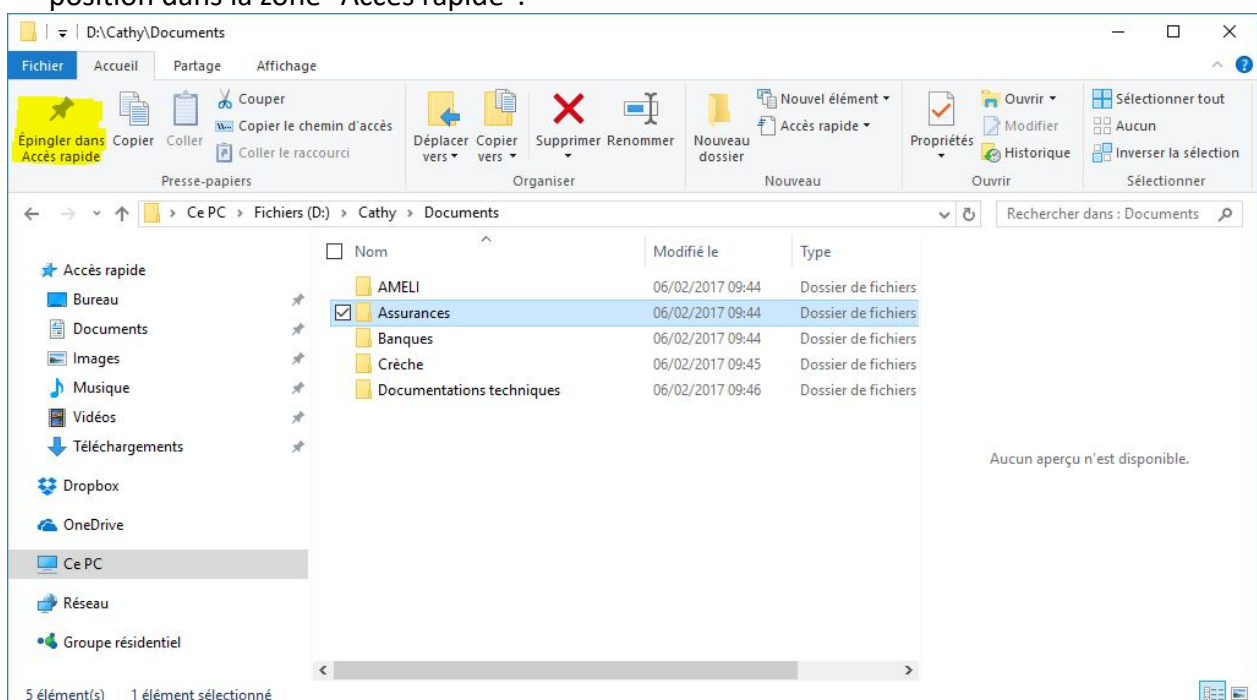 position dans la zone "Accès rapide".
D:\Cathy\Documents
Fichier Accueil Partage Affichage
Épingler dans Accès rapide
Copier
Coller
Couper
Copier le chemin d'accès
Coller le raccourci
Presse-papiers
Déplacer vers
Copier vers
Supprimer
Renommer
Organiser
Nouveau dossier
Nouvel élément
Accès rapide
Nouveau
Propriétés
Ouvrir
Modifier
Historique
Ouvrir
Sélectionner tout
Aucun
Inverser la sélection
Sélectionner
Ce PC > Fichiers (D:) > Cathy > Documents
Rechercher dans : Documents
Accès rapide
Bureau
Documents
Images
Musique
Vidéos
Téléchargements
Dropbox
OneDrive
Ce PC
Réseau
Groupe résidentiel
Nom Modifié le Type
AMELI 06/02/2017 09:44 Dossier de fichiers
Assurances 06/02/2017 09:44 Dossier de fichiers
Banques 06/02/2017 09:44 Dossier de fichiers
Crèche 06/02/2017 09:45 Dossier de fichiers
Documentations techniques 06/02/2017 09:46 Dossier de fichiers
Aucun aperçu n'est disponible.
5 élément(s) 1 élément sélectionné